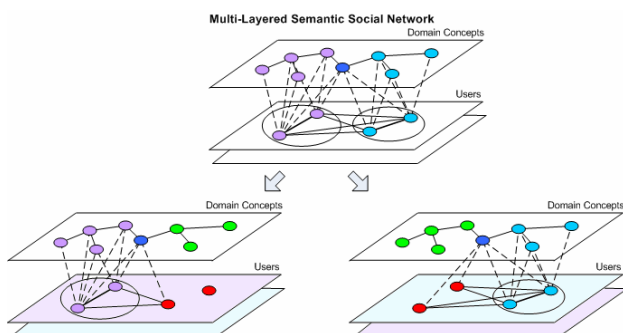 Multi-Layered Semantic Social Network
Domain Concepts
Users
Domain Concepts
Users
Domain Concepts
Users